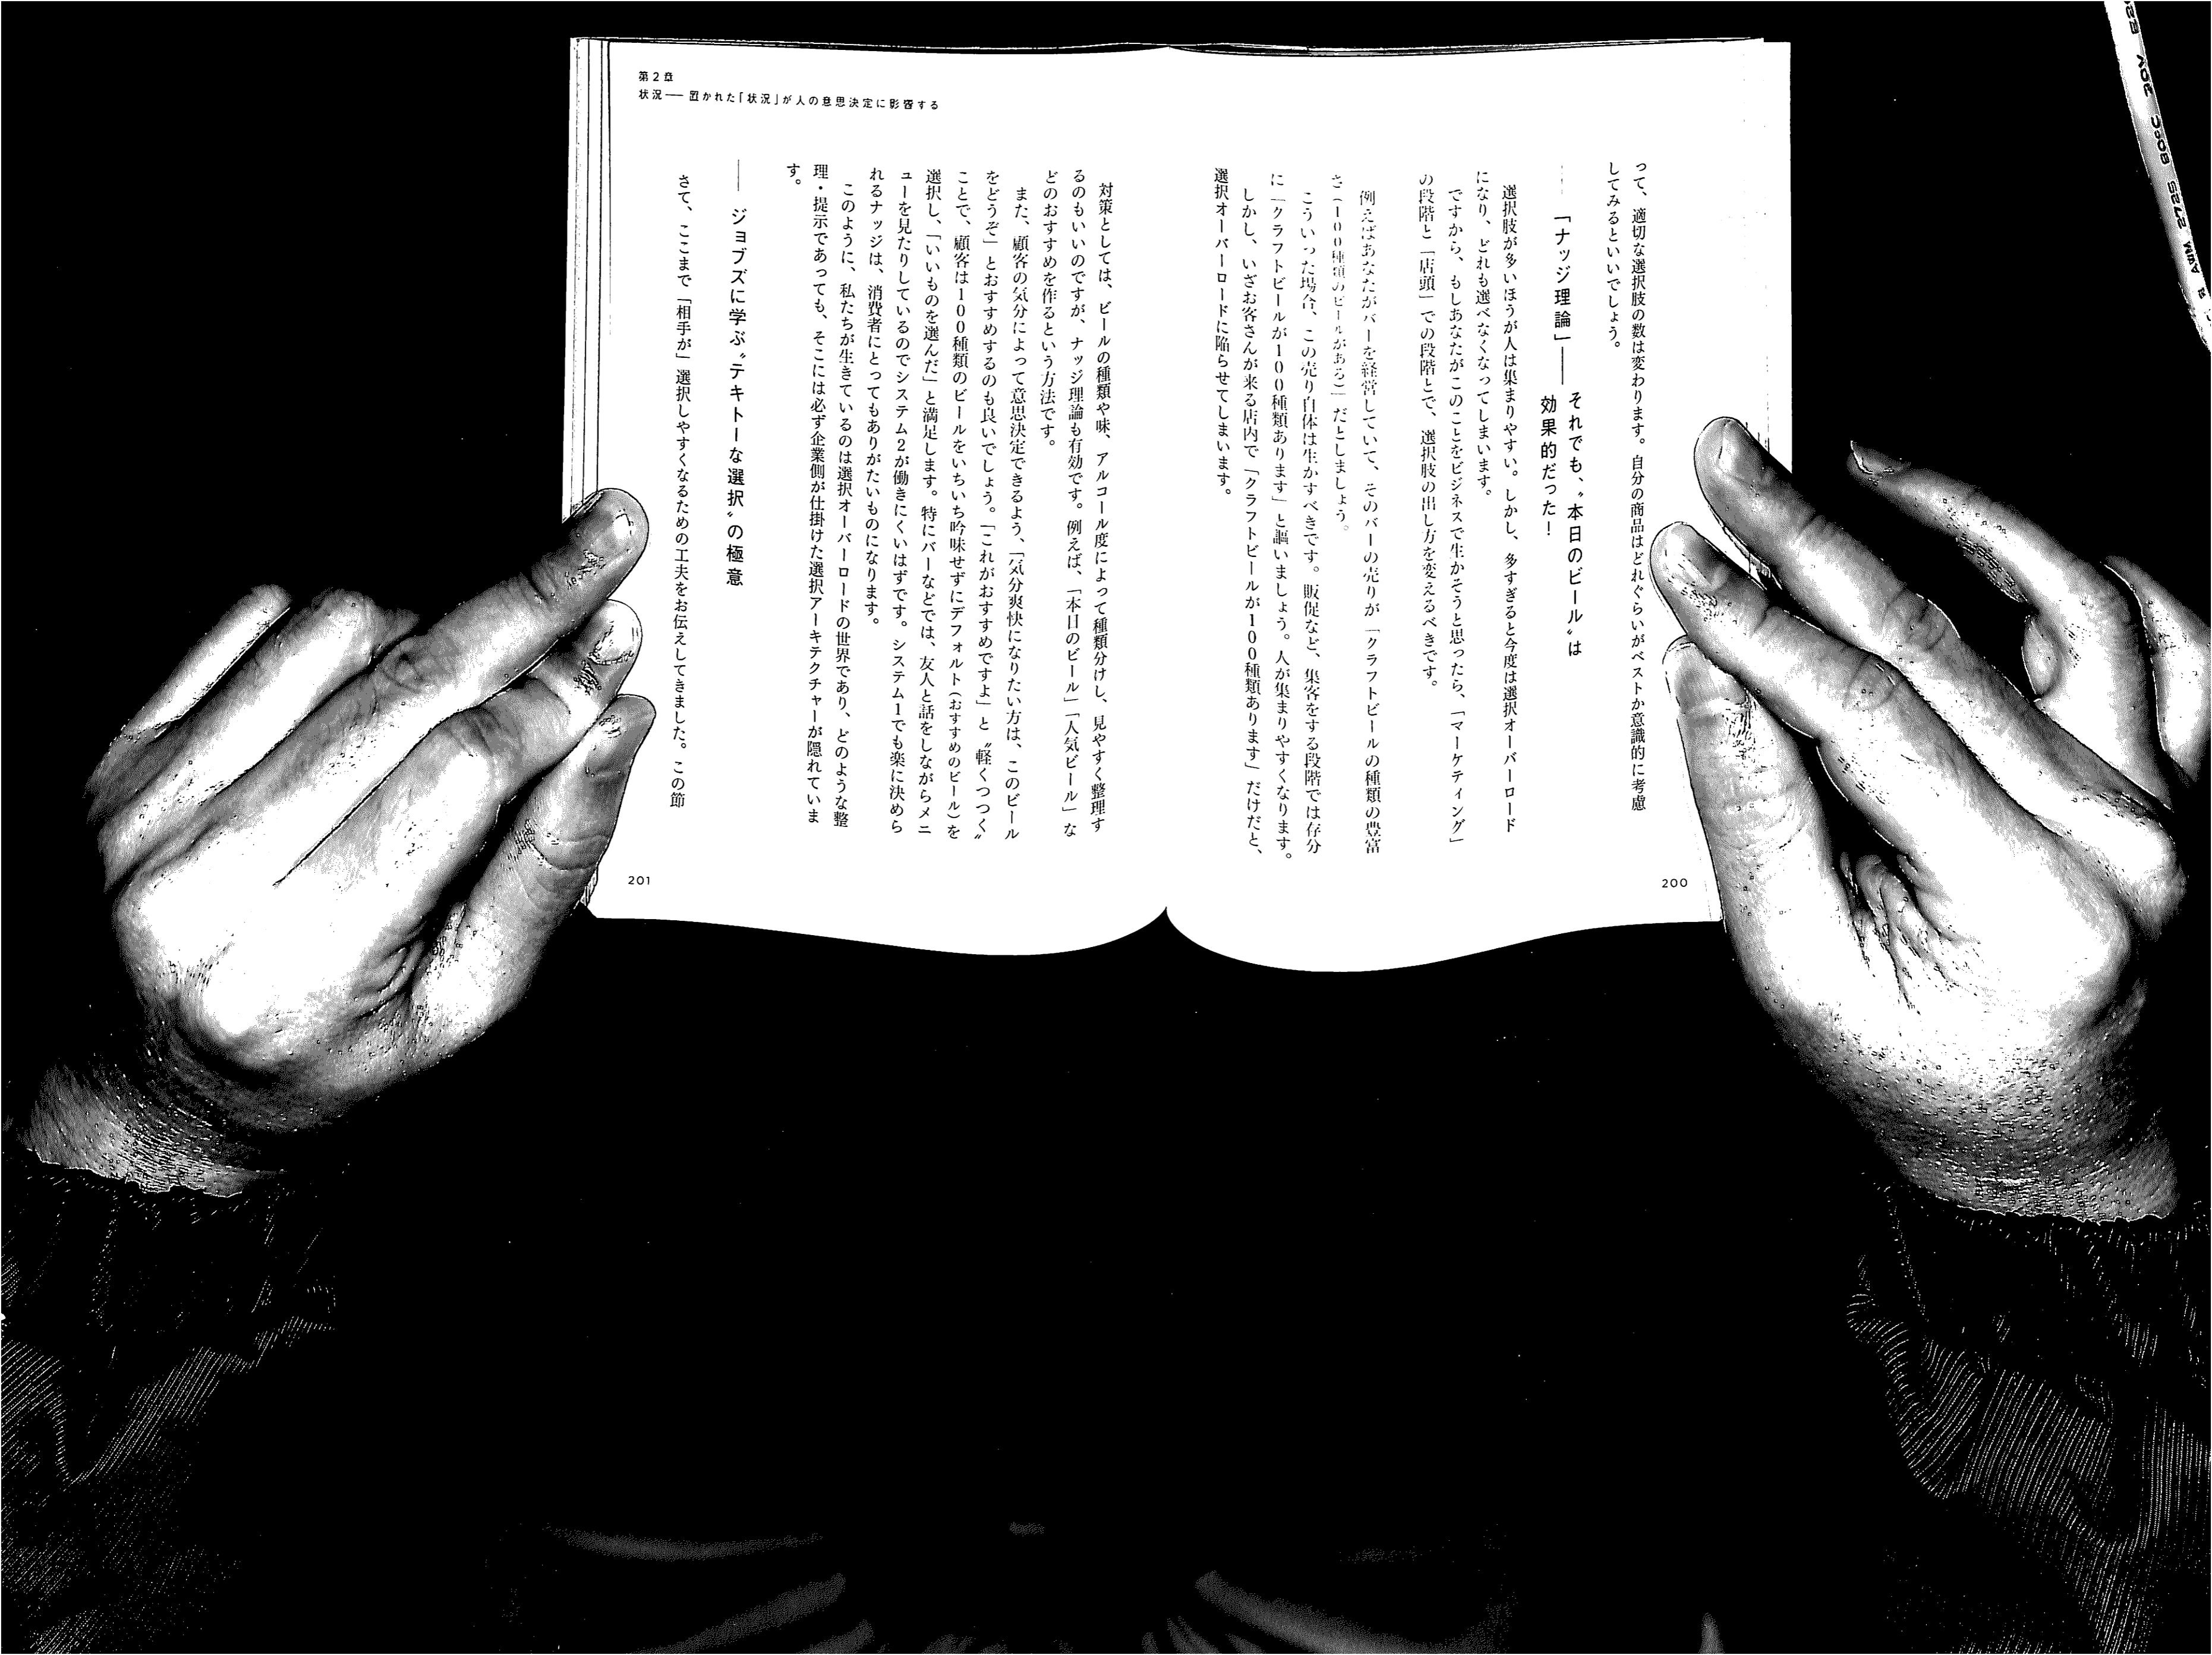 って、適切な選択肢の数は変わります。自分の商品はどれぐらいがベストか意識的に考慮
してみるといいでしょう。
「ナッジ理論」── それでも、〝本日のビール〟は
効果的だった！
選択肢が多いほうが人は集まりやすい。しかし、多すぎると今度は選択オーバーロード
になり、どれも選べなくなってしまいます。
ですから、もしあなたがこのことをビジネスで生かそうと思ったら、「マーケティング」
の段階と「店頭」での段階とで、選択肢の出し方を変えるべきです。
例えばあなたがバーを経営していて、そのバーの売りが「クラフトビールの種類の豊富
さ（１００種類のビールがある）」だとしましょう。
こういった場合、この売り自体は生かすべきです。販促など、集客をする段階では存分
に「クラフトビールが１００種類あります」と謳いましょう。人が集まりやすくなります。
しかし、いざお客さんが来る店内で「クラフトビールが１００種類あります」だけだと、
選択オーバーロードに陥らせてしまいます。
200
第2章
状況── 置かれた「状況」が人の意思決定に影響する
対策としては、ビールの種類や味、アルコール度によって種類分けし、見やすく整理す
るのもいいのですが、ナッジ理論も有効です。例えば、「本日のビール」「人気ビール」な
どのおすすめを作るという方法です。
また、顧客の気分によって意思決定できるよう、「気分爽快になりたい方は、このビール
をどうぞ」とおすすめするのも良いでしょう。「これがおすすめですよ」と〝軽くつつく〟
ことで、顧客は１００種類のビールをいちいち吟味せずにデフォルト（おすすめのビール）を
選択し、「いいものを選んだ」と満足します。特にバーなどでは、友人と話をしながらメニ
ューを見たりしているのでシステム２が働きにくいはずです。システム１でも楽に決めら
れるナッジは、消費者にとってもありがたいものになります。
このように、私たちが生きているのは選択オーバーロードの世界であり、どのような整
理・提示であっても、そこには必ず企業側が仕掛けた選択アーキテクチャーが隠れていま
す。
── ジョブズに学ぶ〝テキトーな選択〟の極意
さて、ここまで「相手が」選択しやすくなるための工夫をお伝えしてきました。この節
201